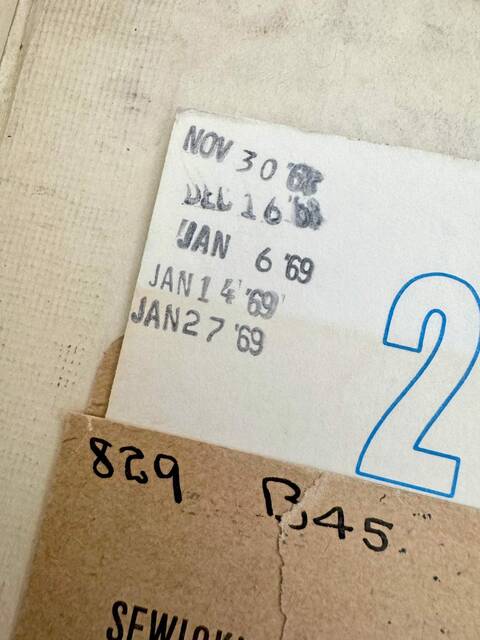 NOV 30 '68
DEC 16 '68
JAN 6 '69
JAN 14 '69
JAN 27 '69
2
829 B45